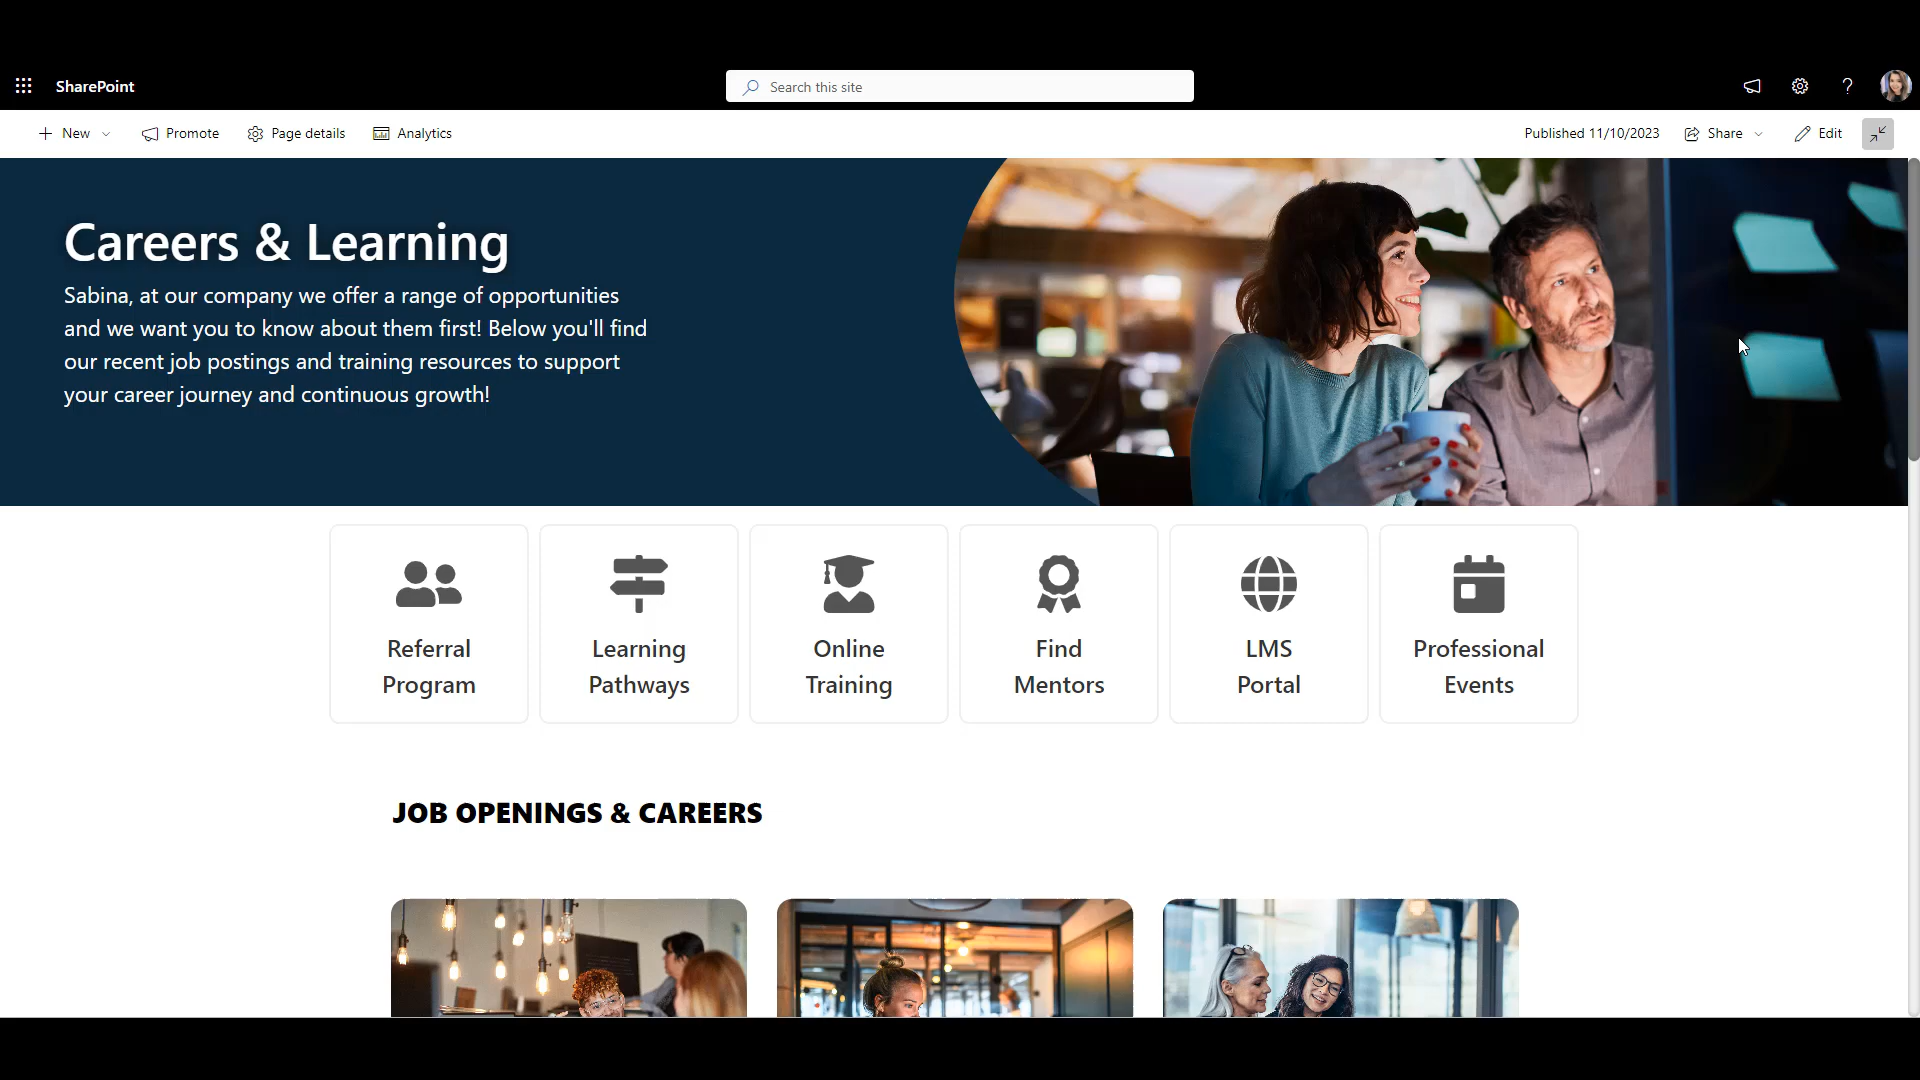 SharePoint
Search this site
New
Promote
Page details
Analytics
Published 11/10/2023
Share
Edit
Careers & Learning
Sabina, at our company we offer a range of opportunities
and we want you to know about them first! Below you'll find
our recent job postings and training resources to support
your career journey and continuous growth!
Referral
Program
Learning
Pathways
Online
Training
Find
Mentors
LMS
Portal
Professional
Events
JOB OPENINGS & CAREERS